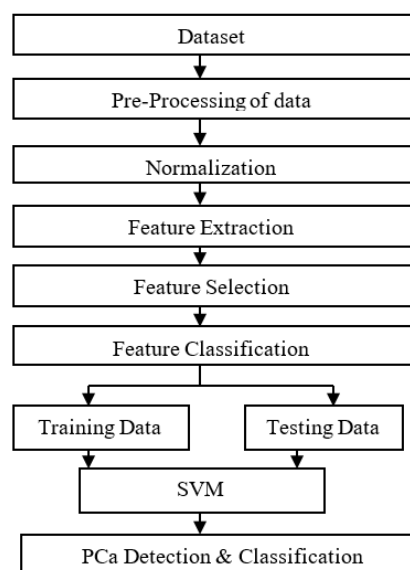 Dataset
Pre-Processing of data
Normalization
Feature Extraction
Feature Selection
Feature Classification
Training Data
Testing Data
SVM
PCa Detection & Classification